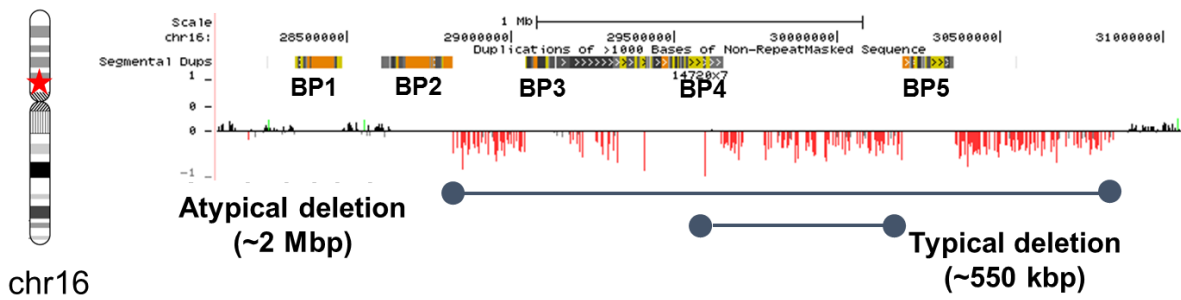 Scale
1 Mb
chr16:
28500000
29000000
29500000
30000000
30500000
31000000
Duplications of >1000 Bases of Non-RepeatMasked Sequence
Segmental Dups
14720x7
1 _
BP1
BP2
BP3
BP4
BP5
0 _
0 _
-1 _
Atypical deletion
(~2 Mbp)
Typical deletion
(~550 kbp)
chr16